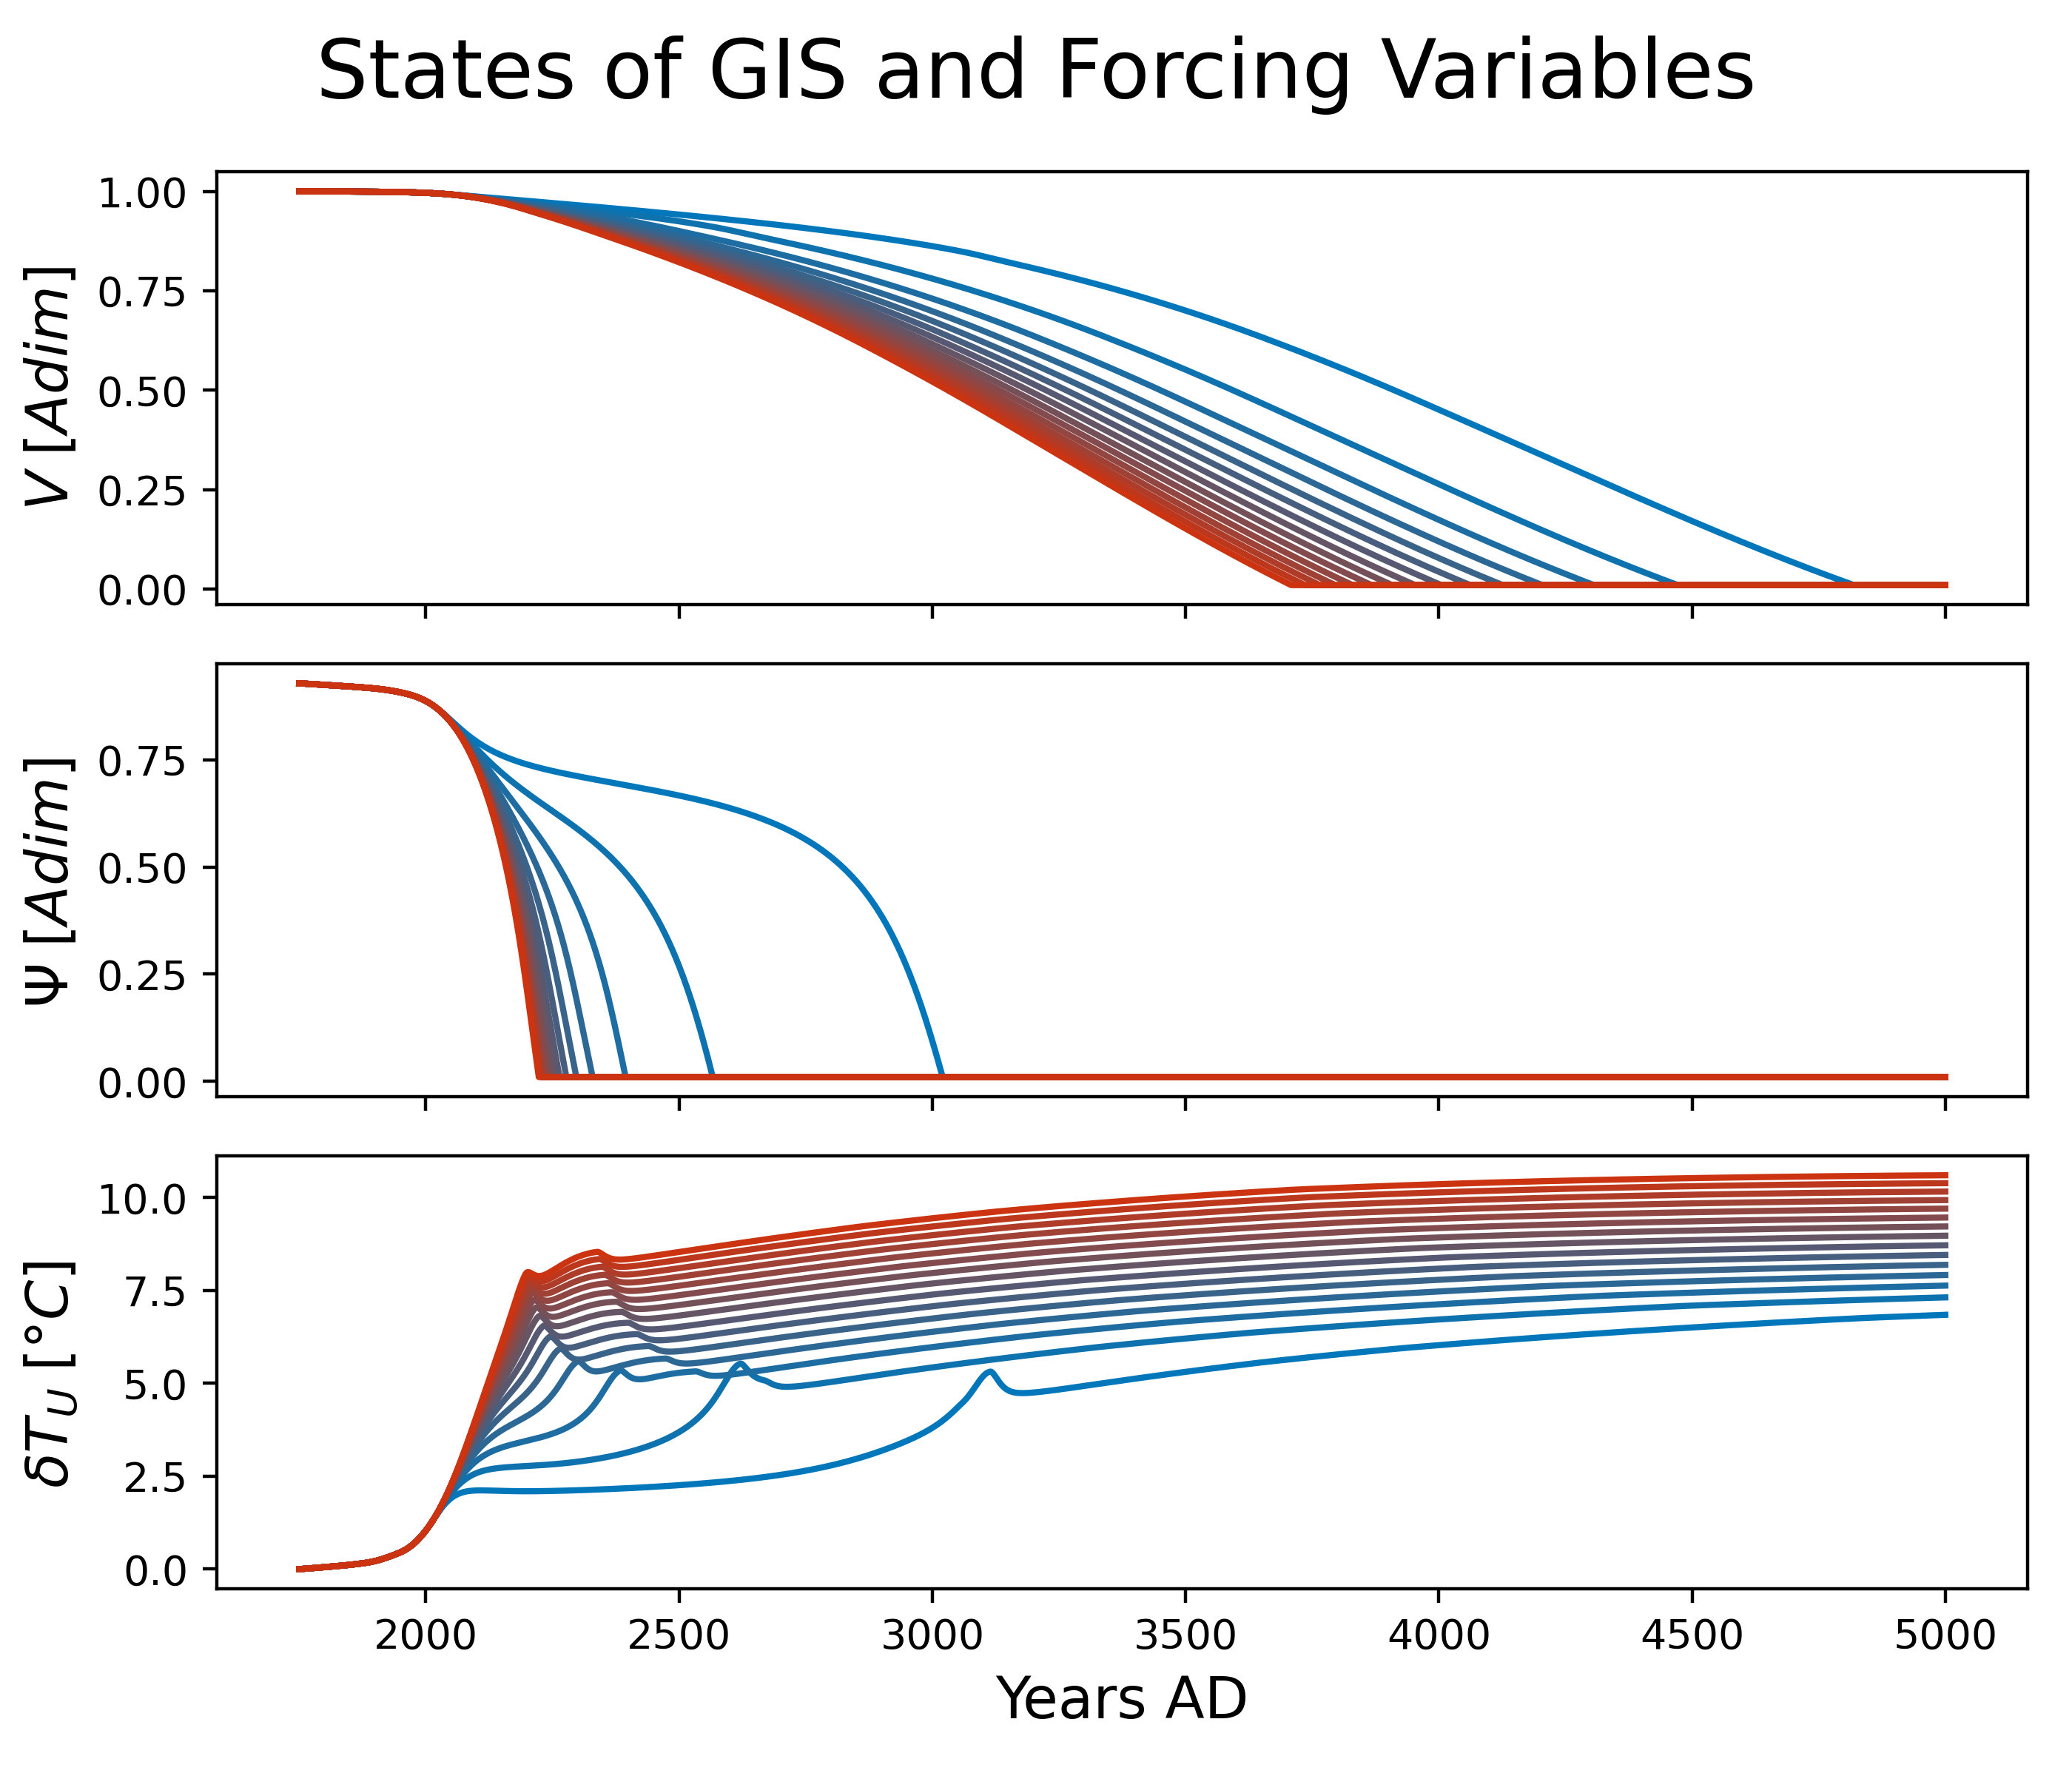 States of GIS and Forcing Variables
V [Adim]
1.00
0.75
0.50
0.25
0.00
Ψ [Adim]
0.75
0.50
0.25
0.00
δT_U [°C]
10.0
7.5
5.0
2.5
0.0
2000 2500 3000 3500 4000 4500 5000
Years AD